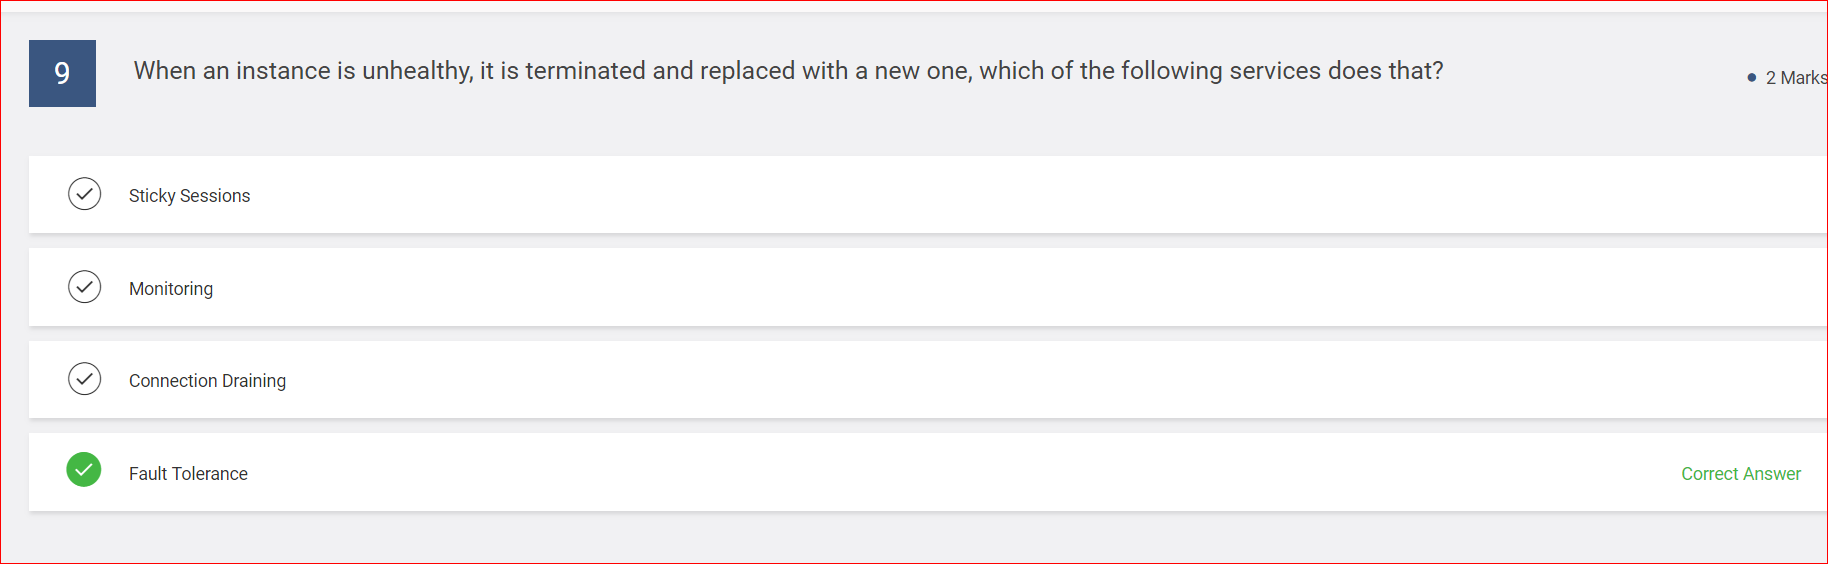 9
When an instance is unhealthy, it is terminated and replaced with a new one, which of the following services does that?
2 Marks
Sticky Sessions
Monitoring
Connection Draining
Fault Tolerance
Correct Answer